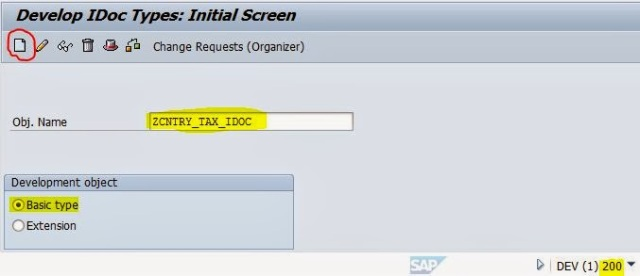 Develop IDoc Types: Initial Screen
Change Requests (Organizer)
Obj. Name ZCNTRY_TAX_IDOC
Development object
Basic type
Extension
SAP DEV (1) 200